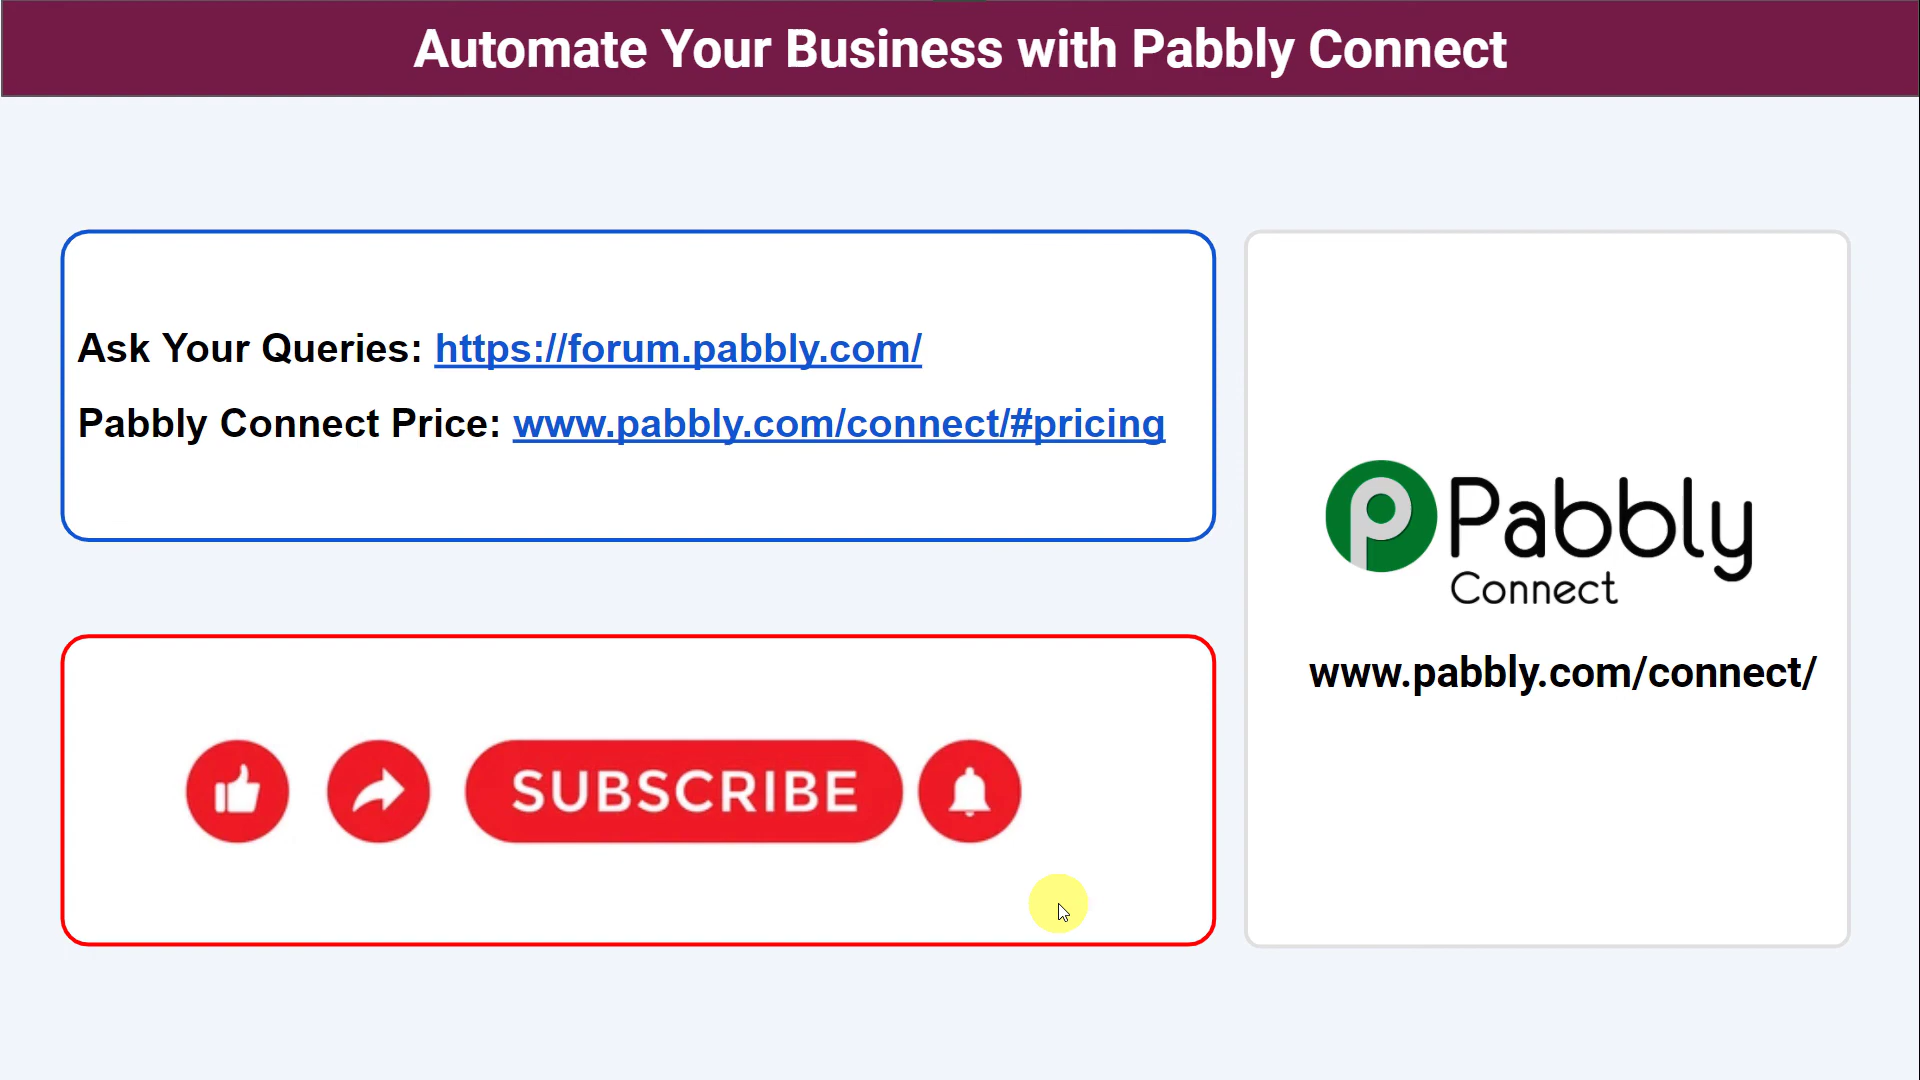 Automate Your Business with Pabbly Connect
Ask Your Queries: https://forum.pabbly.com/
Pabbly Connect Price: www.pabbly.com/connect/#pricing
SUBSCRIBE
Pabbly
Connect
www.pabbly.com/connect/